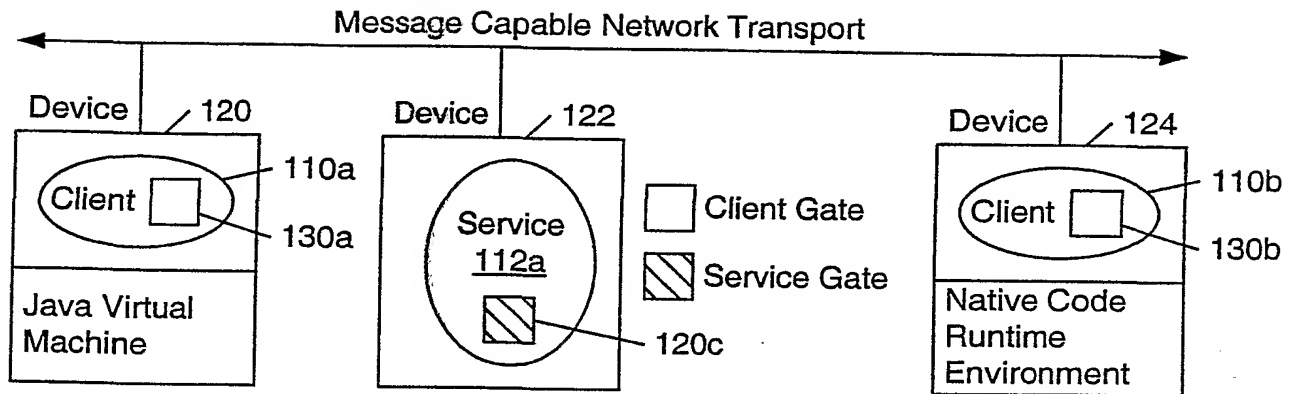 Message Capable Network Transport
Device
120
Device
122
Device
124
Client
110a
130a
Java Virtual
Machine
Service
112a
120c
Client Gate
Service Gate
Client
110b
130b
Native Code
Runtime
Environment